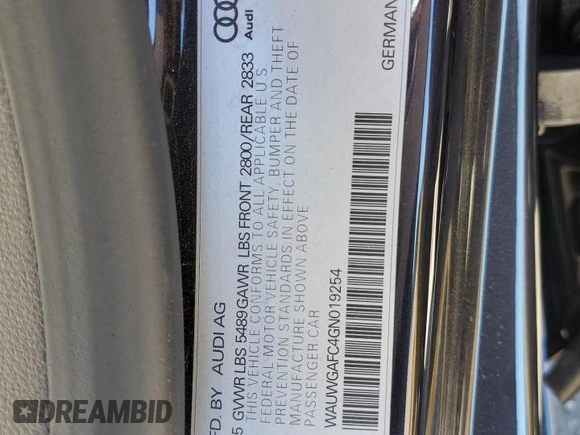 Audi
FD. BY AUDI AG
5 GVWR LBS 5489 GAWR LBS FRONT 2800/REAR 2833
THIS VEHICLE CONFORMS TO ALL APPLICABLE U.S.
FEDERAL MOTOR VEHICLE SAFETY, BUMPER AND THEFT
PREVENTION STANDARDS IN EFFECT ON THE DATE OF
MANUFACTURE SHOWN ABOVE
PASSENGER CAR
WAUWGAFC4GN019254
GERMAN
DREAMBID